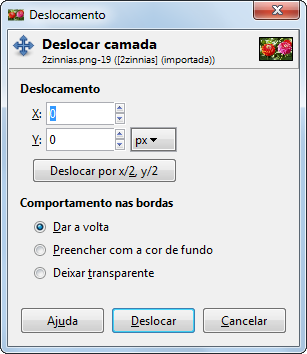 Deslocamento
Deslocar camada
2zinnias.png-19 ([2zinnias] (importada))
Deslocamento
X: 0
Y: 0 px
Deslocar por x/2, y/2
Comportamento nas bordas
Dar a volta
Preencher com a cor de fundo
Deixar transparente
Ajuda Deslocar Cancelar